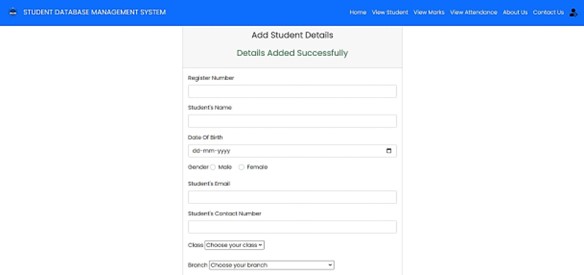 STUDENT DATABASE MANAGEMENT SYSTEM
Home View Student View Marks View Attendance About Us Contact Us
Add Student Details
Details Added Successfully
Register Number
Student's Name
Date Of Birth
dd-mm-yyyy
Gender Male Female
Student's Email
Student's Contact Number
Class Choose your class
Branch Choose your branch